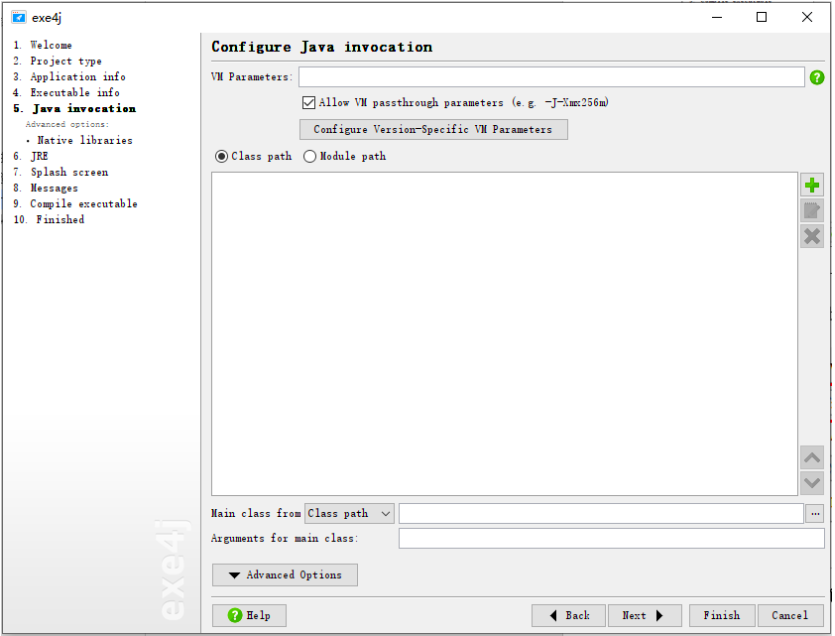 exe4j
1. Welcome
2. Project type
3. Application info
4. Executable info
5. Java invocation
Advanced options:
· Native libraries
6. JRE
7. Splash screen
8. Messages
9. Compile executable
10. Finished
exe4j
Configure Java invocation
VM Parameters:
Allow VM passthrough parameters (e.g. -J-Xmx256m)
Configure Version-Specific VM Parameters
Class path Module path
Main class from Class path ...
Arguments for main class:
Advanced Options
Help Back Next Finish Cancel